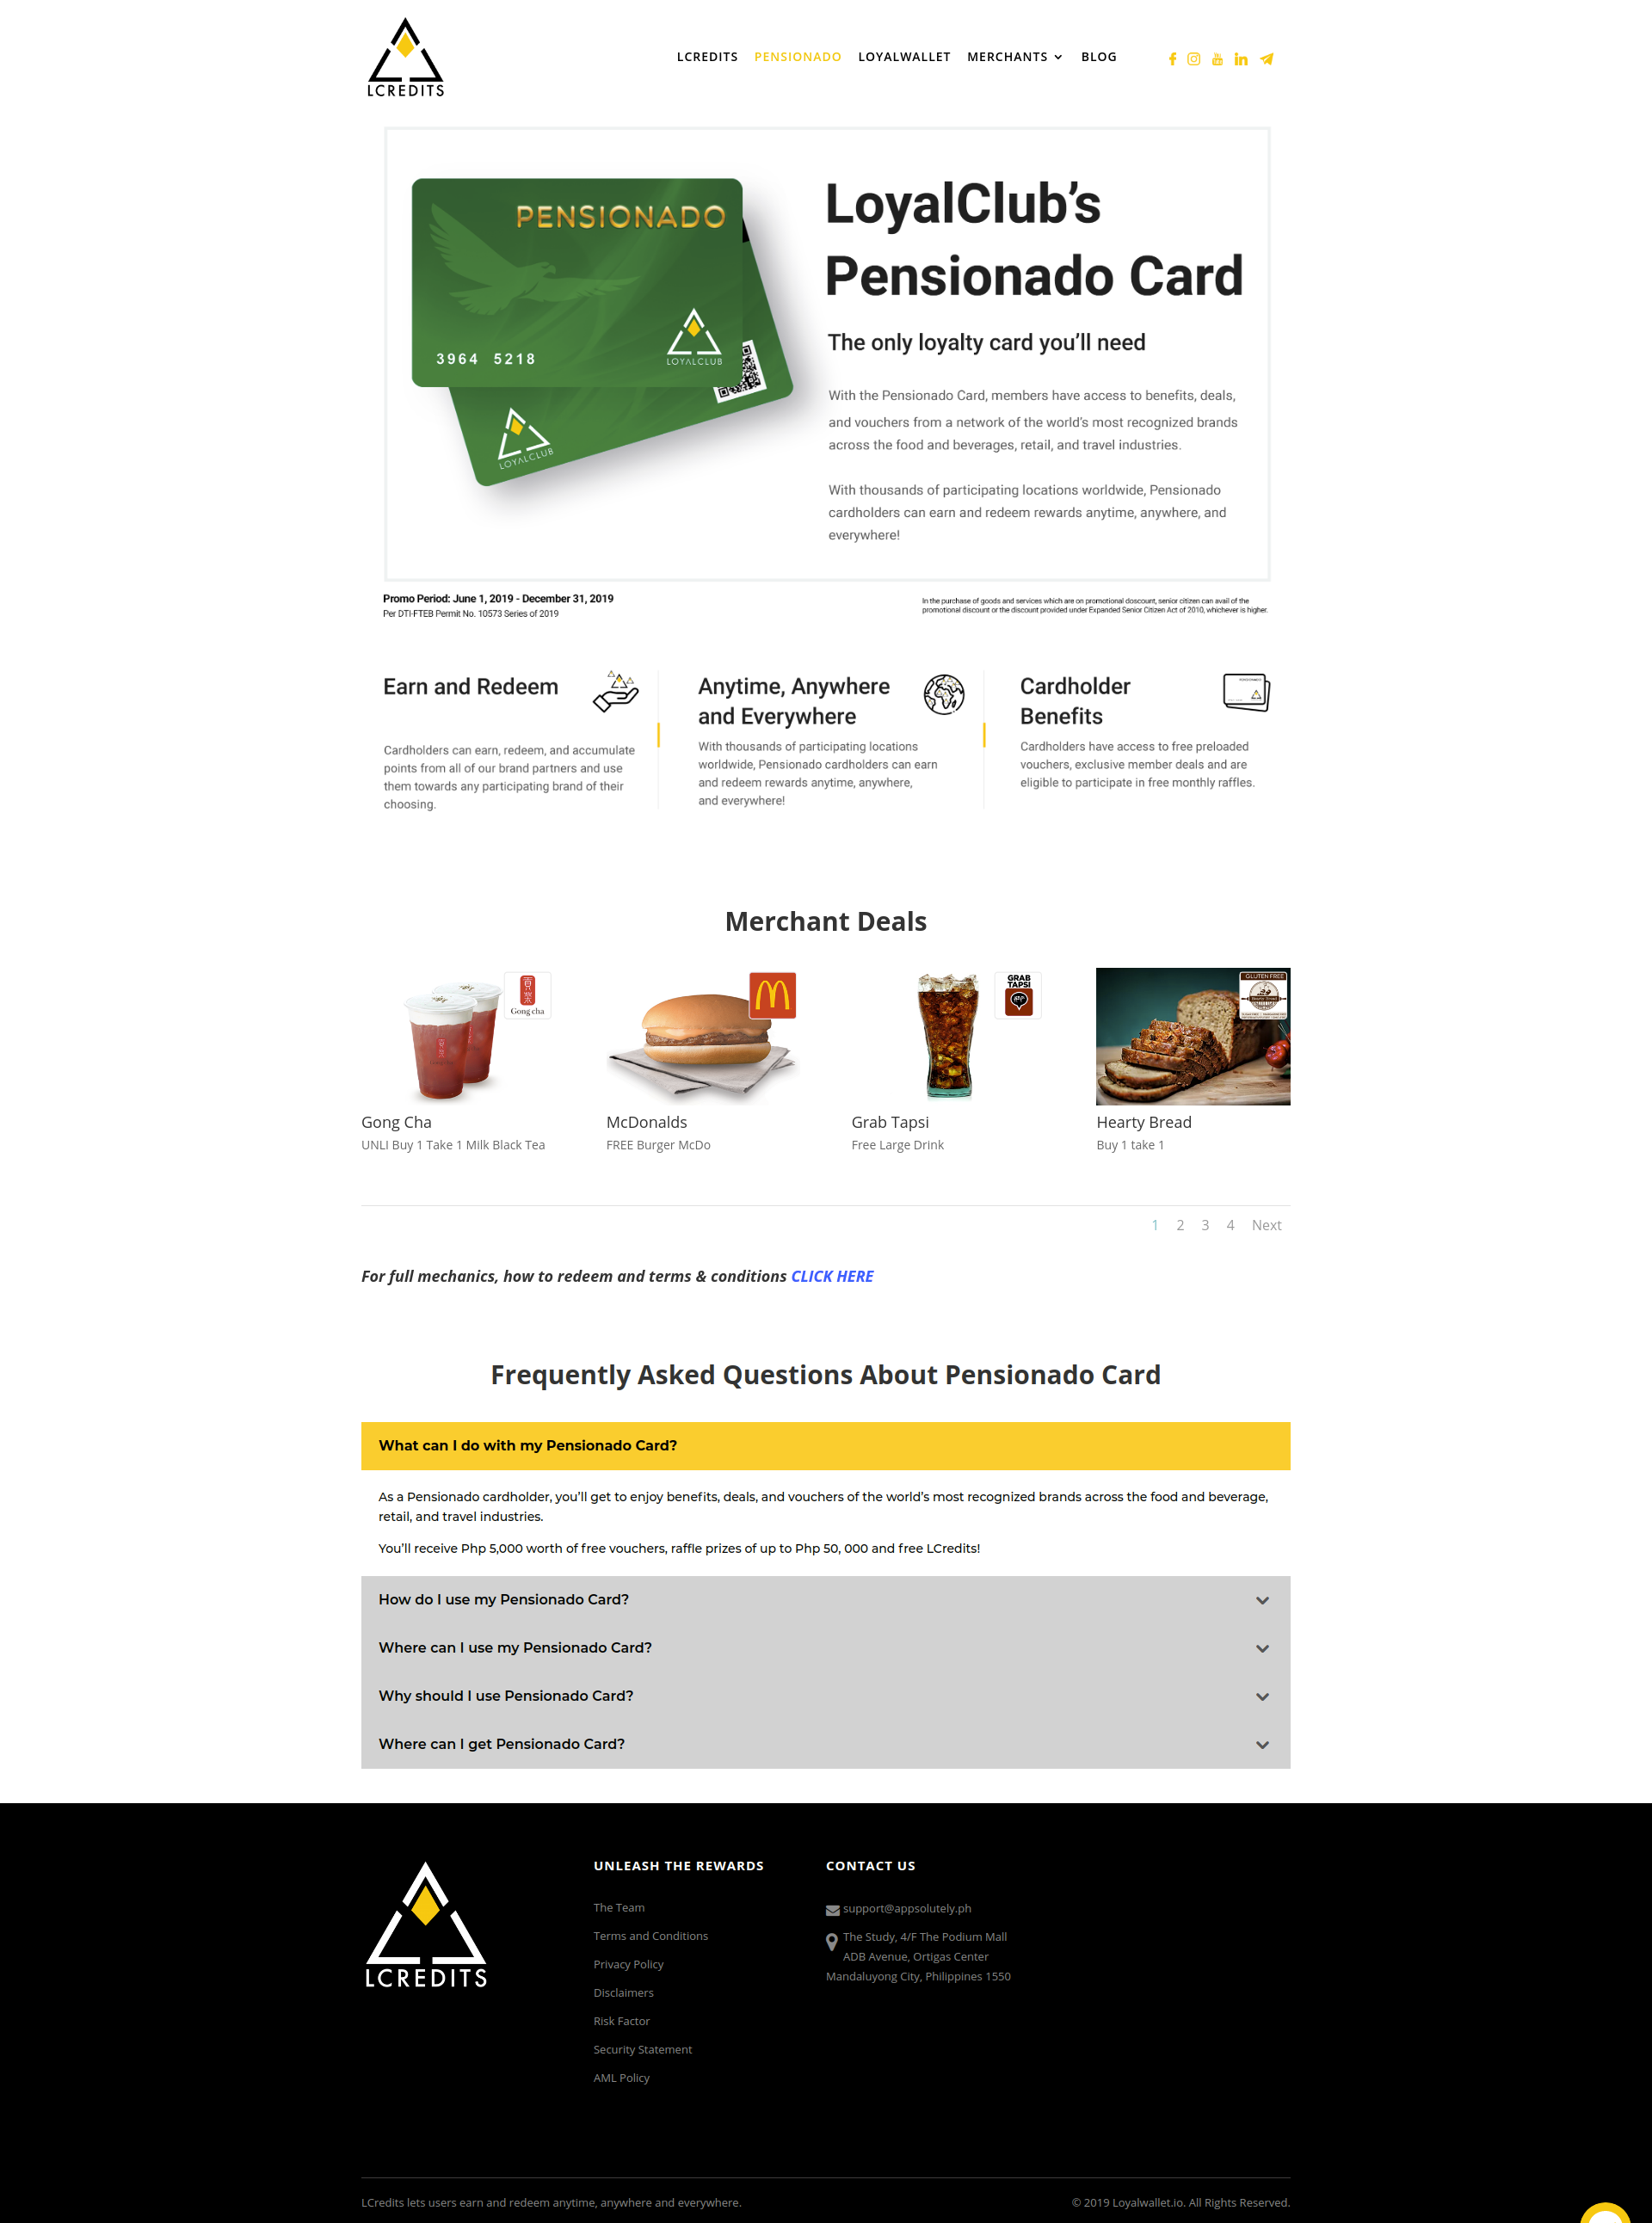 LCREDITS
LCREDITS PENSIONADO LOYALWALLET MERCHANTS BLOG
PENSIONADO
3964 5218
LOYALCLUB
LOYALCLUB
LoyalClub’s
Pensionado Card
The only loyalty card you’ll need
With the Pensionado Card, members have access to benefits, deals,
and vouchers from a network of the world’s most recognized brands
across the food and beverages, retail, and travel industries.
With thousands of participating locations worldwide, Pensionado
cardholders can earn and redeem rewards anytime, anywhere, and
everywhere!
Promo Period: June 1, 2019 - December 31, 2019
Per DTI-FTEB Permit No. 10573 Series of 2019
In the purchase of goods and services which are on promotional doscount, senior citizen can avail of the
promotional discount or the discount provided under Expanded Senior Citizen Act of 2010, whichever is higher.
Earn and Redeem
Cardholders can earn, redeem, and accumulate
points from all of our brand partners and use
them towards any participating brand of their
choosing.
Anytime, Anywhere
and Everywhere
With thousands of participating locations
worldwide, Pensionado cardholders can earn
and redeem rewards anytime, anywhere,
and everywhere!
Cardholder
Benefits
Cardholders have access to free preloaded
vouchers, exclusive member deals and are
eligible to participate in free monthly raffles.
Merchant Deals
貢茶
Gong cha
Gong Cha
UNLI Buy 1 Take 1 Milk Black Tea
McDonalds
FREE Burger McDo
GRAB
TAPSI
Grab Tapsi
Free Large Drink
GLUTEN FREE
Hearty Bread
Hearty Bread
Buy 1 take 1
1 2 3 4 Next
For full mechanics, how to redeem and terms & conditions CLICK HERE
Frequently Asked Questions About Pensionado Card
What can I do with my Pensionado Card?
As a Pensionado cardholder, you’ll get to enjoy benefits, deals, and vouchers of the world’s most recognized brands across the food and beverage,
retail, and travel industries.
You’ll receive Php 5,000 worth of free vouchers, raffle prizes of up to Php 50, 000 and free LCredits!
How do I use my Pensionado Card?
Where can I use my Pensionado Card?
Why should I use Pensionado Card?
Where can I get Pensionado Card?
LCREDITS
UNLEASH THE REWARDS
The Team
Terms and Conditions
Privacy Policy
Disclaimers
Risk Factor
Security Statement
AML Policy
CONTACT US
support@appsolutely.ph
The Study, 4/F The Podium Mall
ADB Avenue, Ortigas Center
Mandaluyong City, Philippines 1550
LCredits lets users earn and redeem anytime, anywhere and everywhere.
© 2019 Loyalwallet.io. All Rights Reserved.